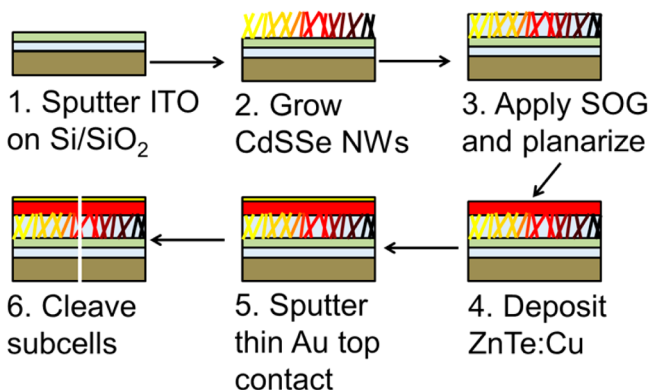 1. Sputter ITO
on Si/SiO₂
2. Grow
CdSSe NWs
3. Apply SOG
and planarize
4. Deposit
ZnTe:Cu
5. Sputter
thin Au top
contact
6. Cleave
subcells